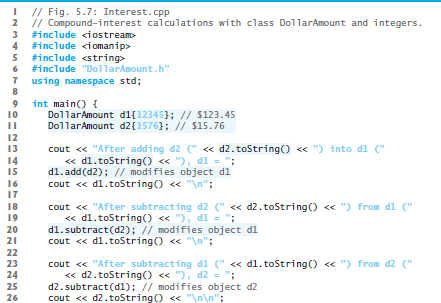 1 // Fig. 5.7: Interest.cpp
2 // Compound-interest calculations with class DollarAmount and integers.
3 #include <iostream>
4 #include <iomanip>
5 #include <string>
6 #include "DollarAmount.h"
7 using namespace std;
8
9 int main() {
10 DollarAmount d1{12345}; // $123.45
11 DollarAmount d2{1576}; // $15.76
12
13 cout << "After adding d2 (" << d2.toString() << ") into d1 ("
14 << d1.toString() << "), d1 = ";
15 d1.add(d2); // modifies object d1
16 cout << d1.toString() << "\n";
17
18 cout << "After subtracting d2 (" << d2.toString() << ") from d1 ("
19 << d1.toString() << "), d1 = ";
20 d1.subtract(d2); // modifies object d1
21 cout << d1.toString() << "\n";
22
23 cout << "After subtracting d1 (" << d1.toString() << ") from d2 ("
24 << d2.toString() << "), d2 = ";
25 d2.subtract(d1); // modifies object d2
26 cout << d2.toString() << "\n\n";